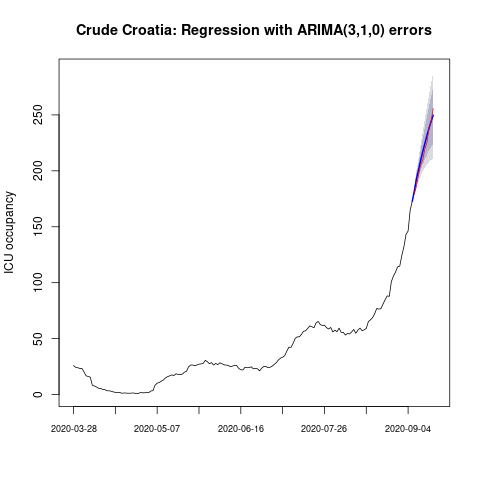 Crude Croatia: Regression with ARIMA(3,1,0) errors
ICU occupancy
250
200
150
100
50
0
2020-03-28 2020-05-07 2020-06-16 2020-07-26 2020-09-04